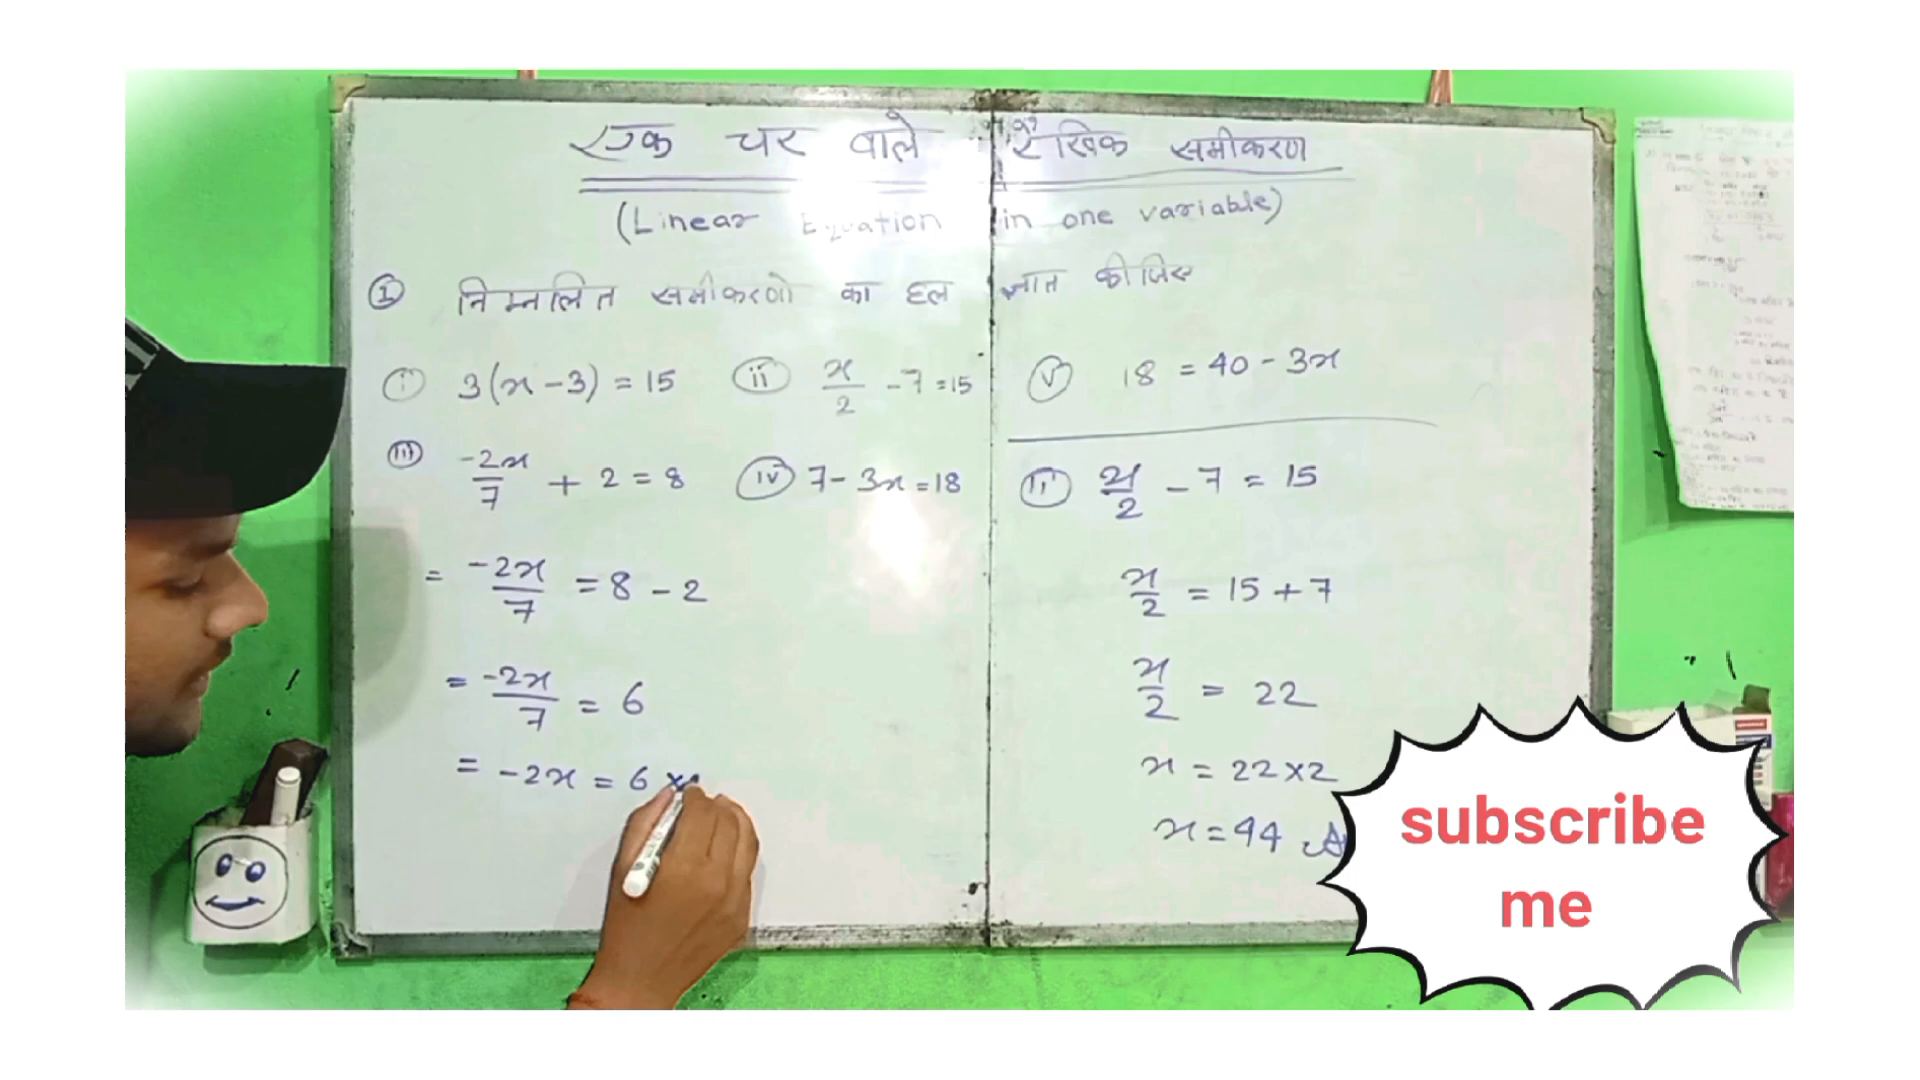 एक चर वाले रैखिक समीकरण
(Linear Equation in one variable)
I निम्नलित समीकरणो का हल ज्ञात कीजिए
i 3(x-3) = 15
ii x/2 - 7 = 15
iii -2x/7 + 2 = 8
iv 7 - 3x = 18
v 18 = 40 - 3x
= -2x/7 = 8 - 2
= -2x/7 = 6
= -2x = 6 ×
ii x/2 - 7 = 15
x/2 = 15 + 7
x/2 = 22
x = 22×2
x = 44
subscribe
me